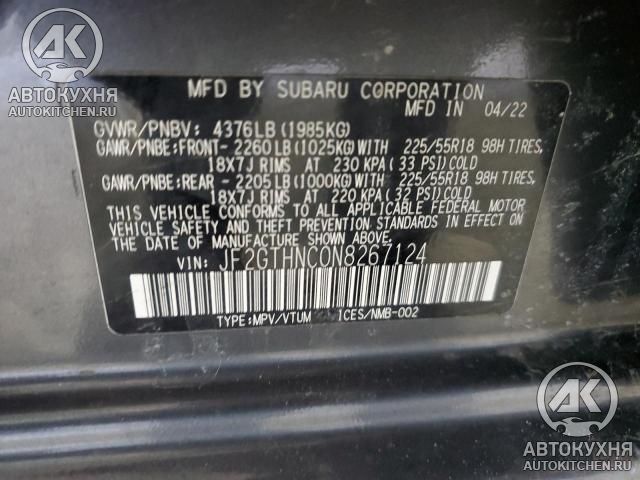 АК
АВТОКУХНЯ
AUTOKITCHEN.RU
MFD BY SUBARU CORPORATION
MFD IN 04/22
GVWR/PNBV: 4376LB(1985KG)
GAWR/PNBE:FRONT- 2260LB(1025KG)WITH 225/55R18 98H TIRES,
18X7J RIMS AT 230 KPA(33 PSI)COLD
GAWR/PNBE:REAR - 2205LB(1000KG)WITH 225/55R18 98H TIRES,
18X7J RIMS AT 220 KPA(32 PSI)COLD
THIS VEHICLE CONFORMS TO ALL APPLICABLE FEDERAL MOTOR
VEHICLE SAFETY AND THEFT PREVENTION STANDARDS IN EFFECT ON
THE DATE OF MANUFACTURE SHOWN ABOVE.
VIN: JF2GTHNC0N8267124
TYPE:MPV/VTUM ICES/NMB-002
АК
АВТОКУХНЯ
AUTOKITCHEN.RU